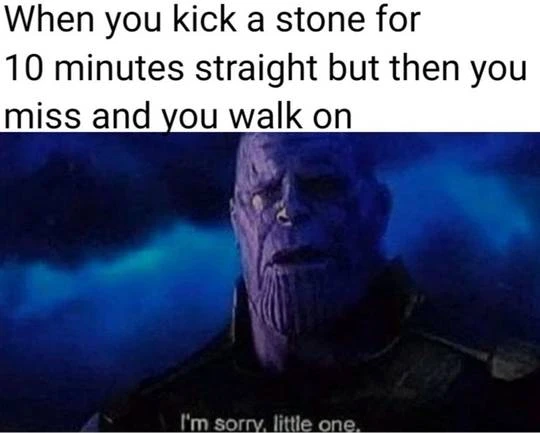 When you kick a stone for
10 minutes straight but then you
miss and you walk on
I'm sorry, little one.